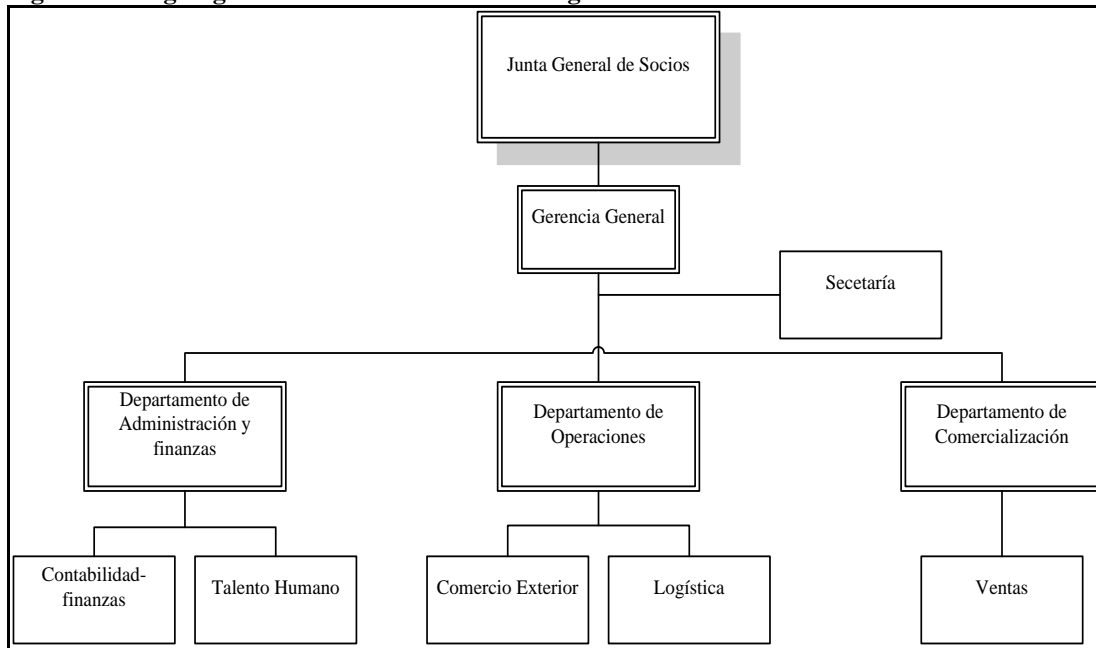 Junta General de Socios
Gerencia General
Secetaría
Departamento de
Administración y
finanzas
Departamento de
Operaciones
Departamento de
Comercialización
Contabilidad-
finanzas
Talento Humano
Comercio Exterior
Logística
Ventas